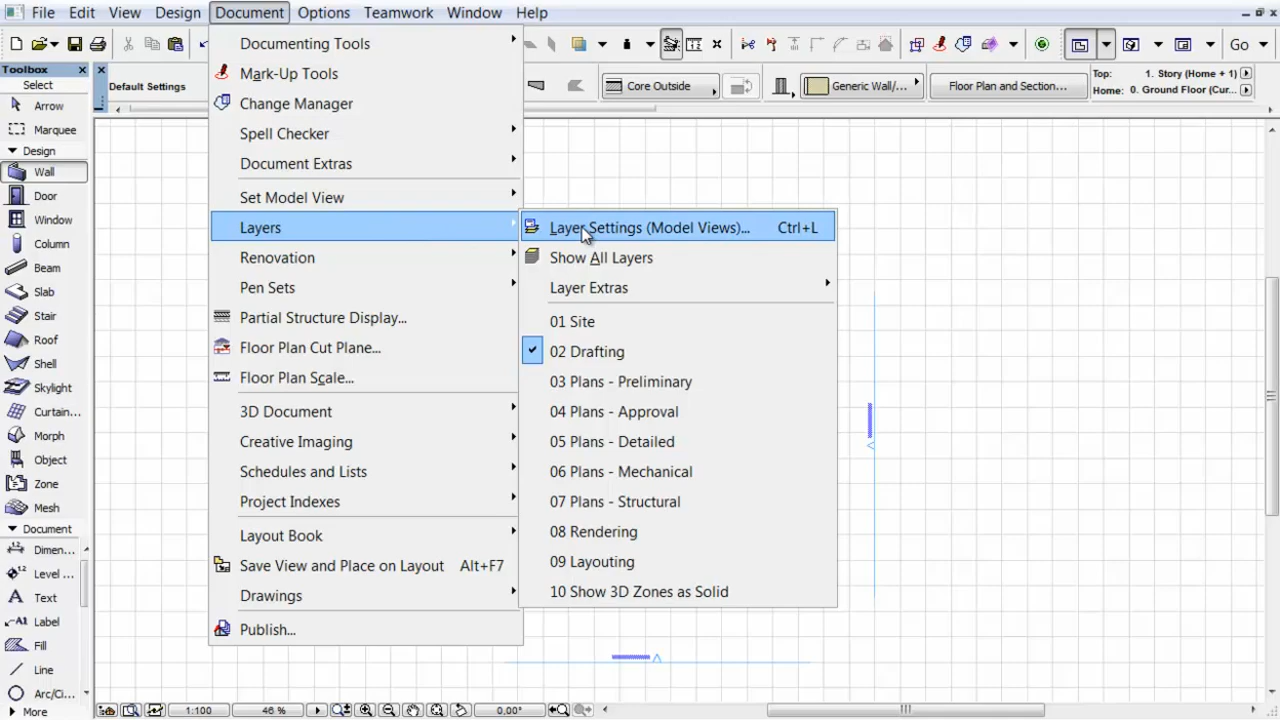 File Edit View Design Document Options Teamwork Window Help
Go
Toolbox
Select
Arrow
Marquee
Design
Wall
Door
Window
Column
Beam
Slab
Stair
Roof
Shell
Skylight
Curtain...
Morph
Object
Zone
Mesh
Document
Dimen...
Level ...
Text
A1 Label
Fill
Line
Arc/Ci...
More
Default Settings
Core Outside
Generic Wall/...
Floor Plan and Section...
Top: 1. Story (Home + 1)
Home: 0. Ground Floor (Cur...
Documenting Tools
Mark-Up Tools
Change Manager
Spell Checker
Document Extras
Set Model View
Layers
Renovation
Pen Sets
Partial Structure Display...
Floor Plan Cut Plane...
Floor Plan Scale...
3D Document
Creative Imaging
Schedules and Lists
Project Indexes
Layout Book
Save View and Place on Layout Alt+F7
Drawings
Publish...
Layer Settings (Model Views)... Ctrl+L
Show All Layers
Layer Extras
01 Site
02 Drafting
03 Plans - Preliminary
04 Plans - Approval
05 Plans - Detailed
06 Plans - Mechanical
07 Plans - Structural
08 Rendering
09 Layouting
10 Show 3D Zones as Solid
1:100
46 %
0,00°